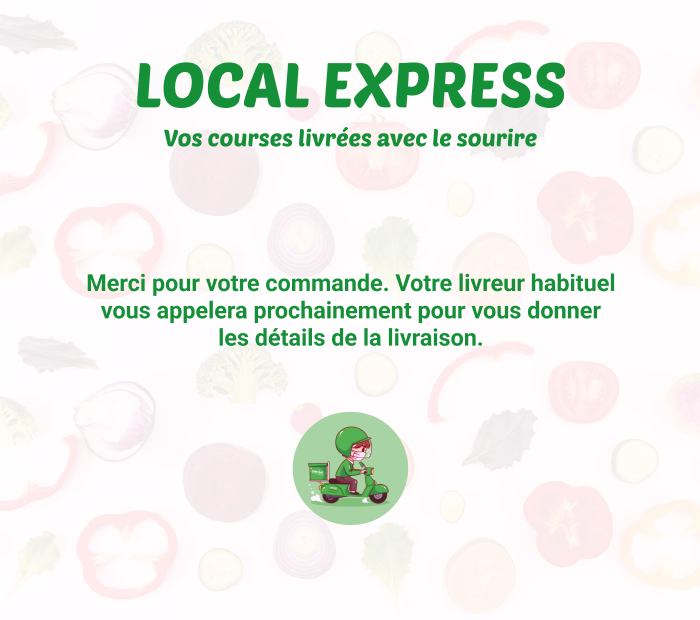 LOCAL EXPRESS
Vos courses livrées avec le sourire
Merci pour votre commande. Votre livreur habituel
vous appelera prochainement pour vous donner
les détails de la livraison.